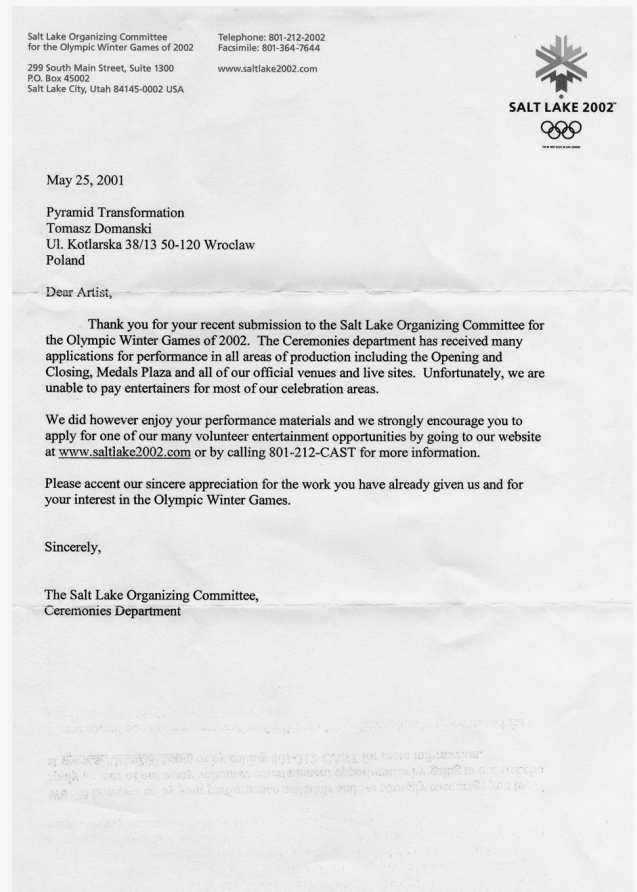 Salt Lake Organizing Committee
for the Olympic Winter Games of 2002
299 South Main Street, Suite 1300
P.O. Box 45002
Salt Lake City, Utah 84145-0002 USA
Telephone: 801-212-2002
Facsimile: 801-364-7644
www.saltlake2002.com
SALT LAKE 2002
May 25, 2001
Pyramid Transformation
Tomasz Domanski
Ul. Kotlarska 38/13 50-120 Wroclaw
Poland
Dear Artist,
Thank you for your recent submission to the Salt Lake Organizing Committee for
the Olympic Winter Games of 2002. The Ceremonies department has received many
applications for performance in all areas of production including the Opening and
Closing, Medals Plaza and all of our official venues and live sites. Unfortunately, we are
unable to pay entertainers for most of our celebration areas.
We did however enjoy your performance materials and we strongly encourage you to
apply for one of our many volunteer entertainment opportunities by going to our website
at www.saltlake2002.com or by calling 801-212-CAST for more information.
Please accent our sincere appreciation for the work you have already given us and for
your interest in the Olympic Winter Games.
Sincerely,
The Salt Lake Organizing Committee,
Ceremonies Department